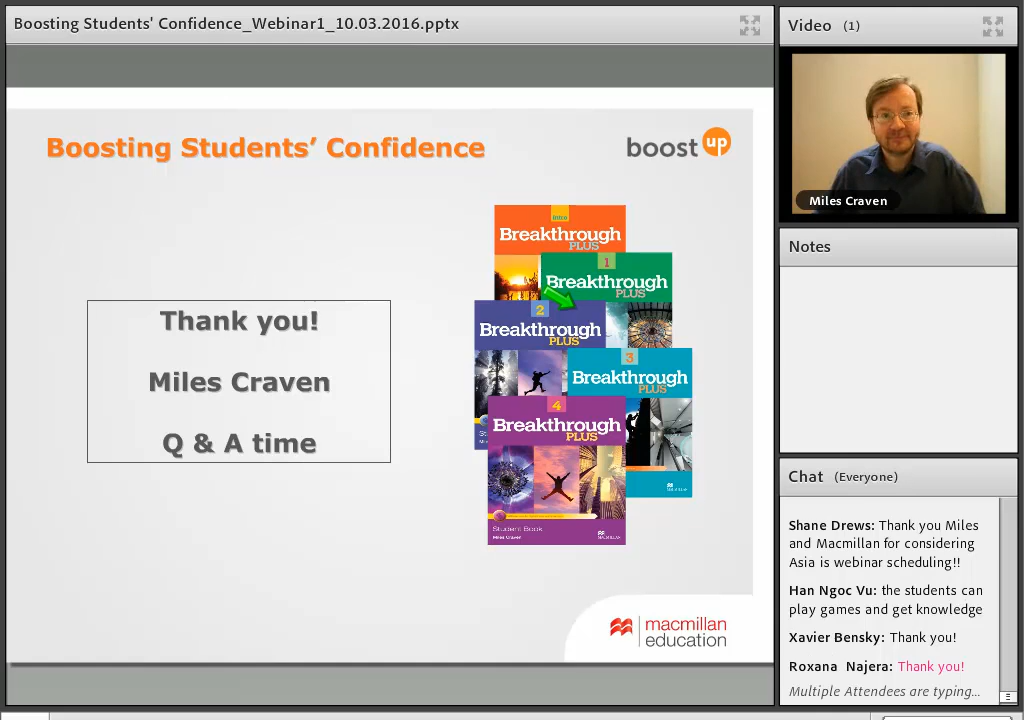 Boosting Students' Confidence_Webinar1_10.03.2016.pptx
Boosting Students’ Confidence
boost up
Thank you!
Miles Craven
Q & A time
Intro
Breakthrough
PLUS
1
Breakthrough
PLUS
2
Breakthrough
PLUS
3
Breakthrough
PLUS
4
Breakthrough
PLUS
Student Book
Miles Craven
MACMILLAN
MACMILLAN
macmillan
education
Video (1)
Miles Craven
Notes
Chat (Everyone)
Shane Drews: Thank you Miles
and Macmillan for considering
Asia is webinar scheduling!!
Han Ngoc Vu: the students can
play games and get knowledge
Xavier Bensky: Thank you!
Roxana Najera: Thank you!
Multiple Attendees are typing...